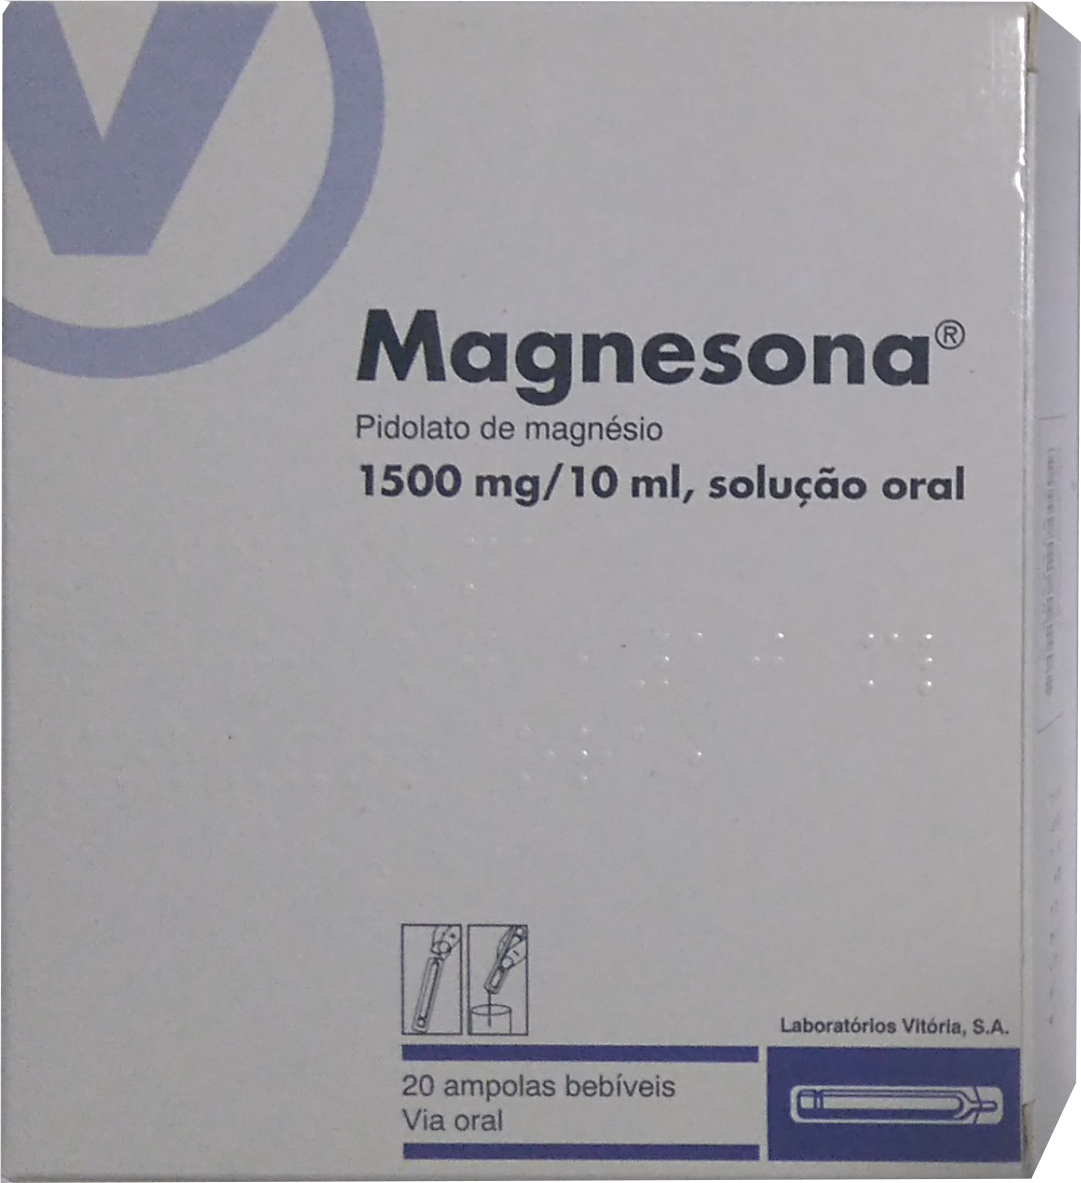 V
Magnesona®
Pidolato de magnésio
1500 mg/10 ml, solução oral
Laboratórios Vitória, S.A.
20 ampolas bebíveis
Via oral